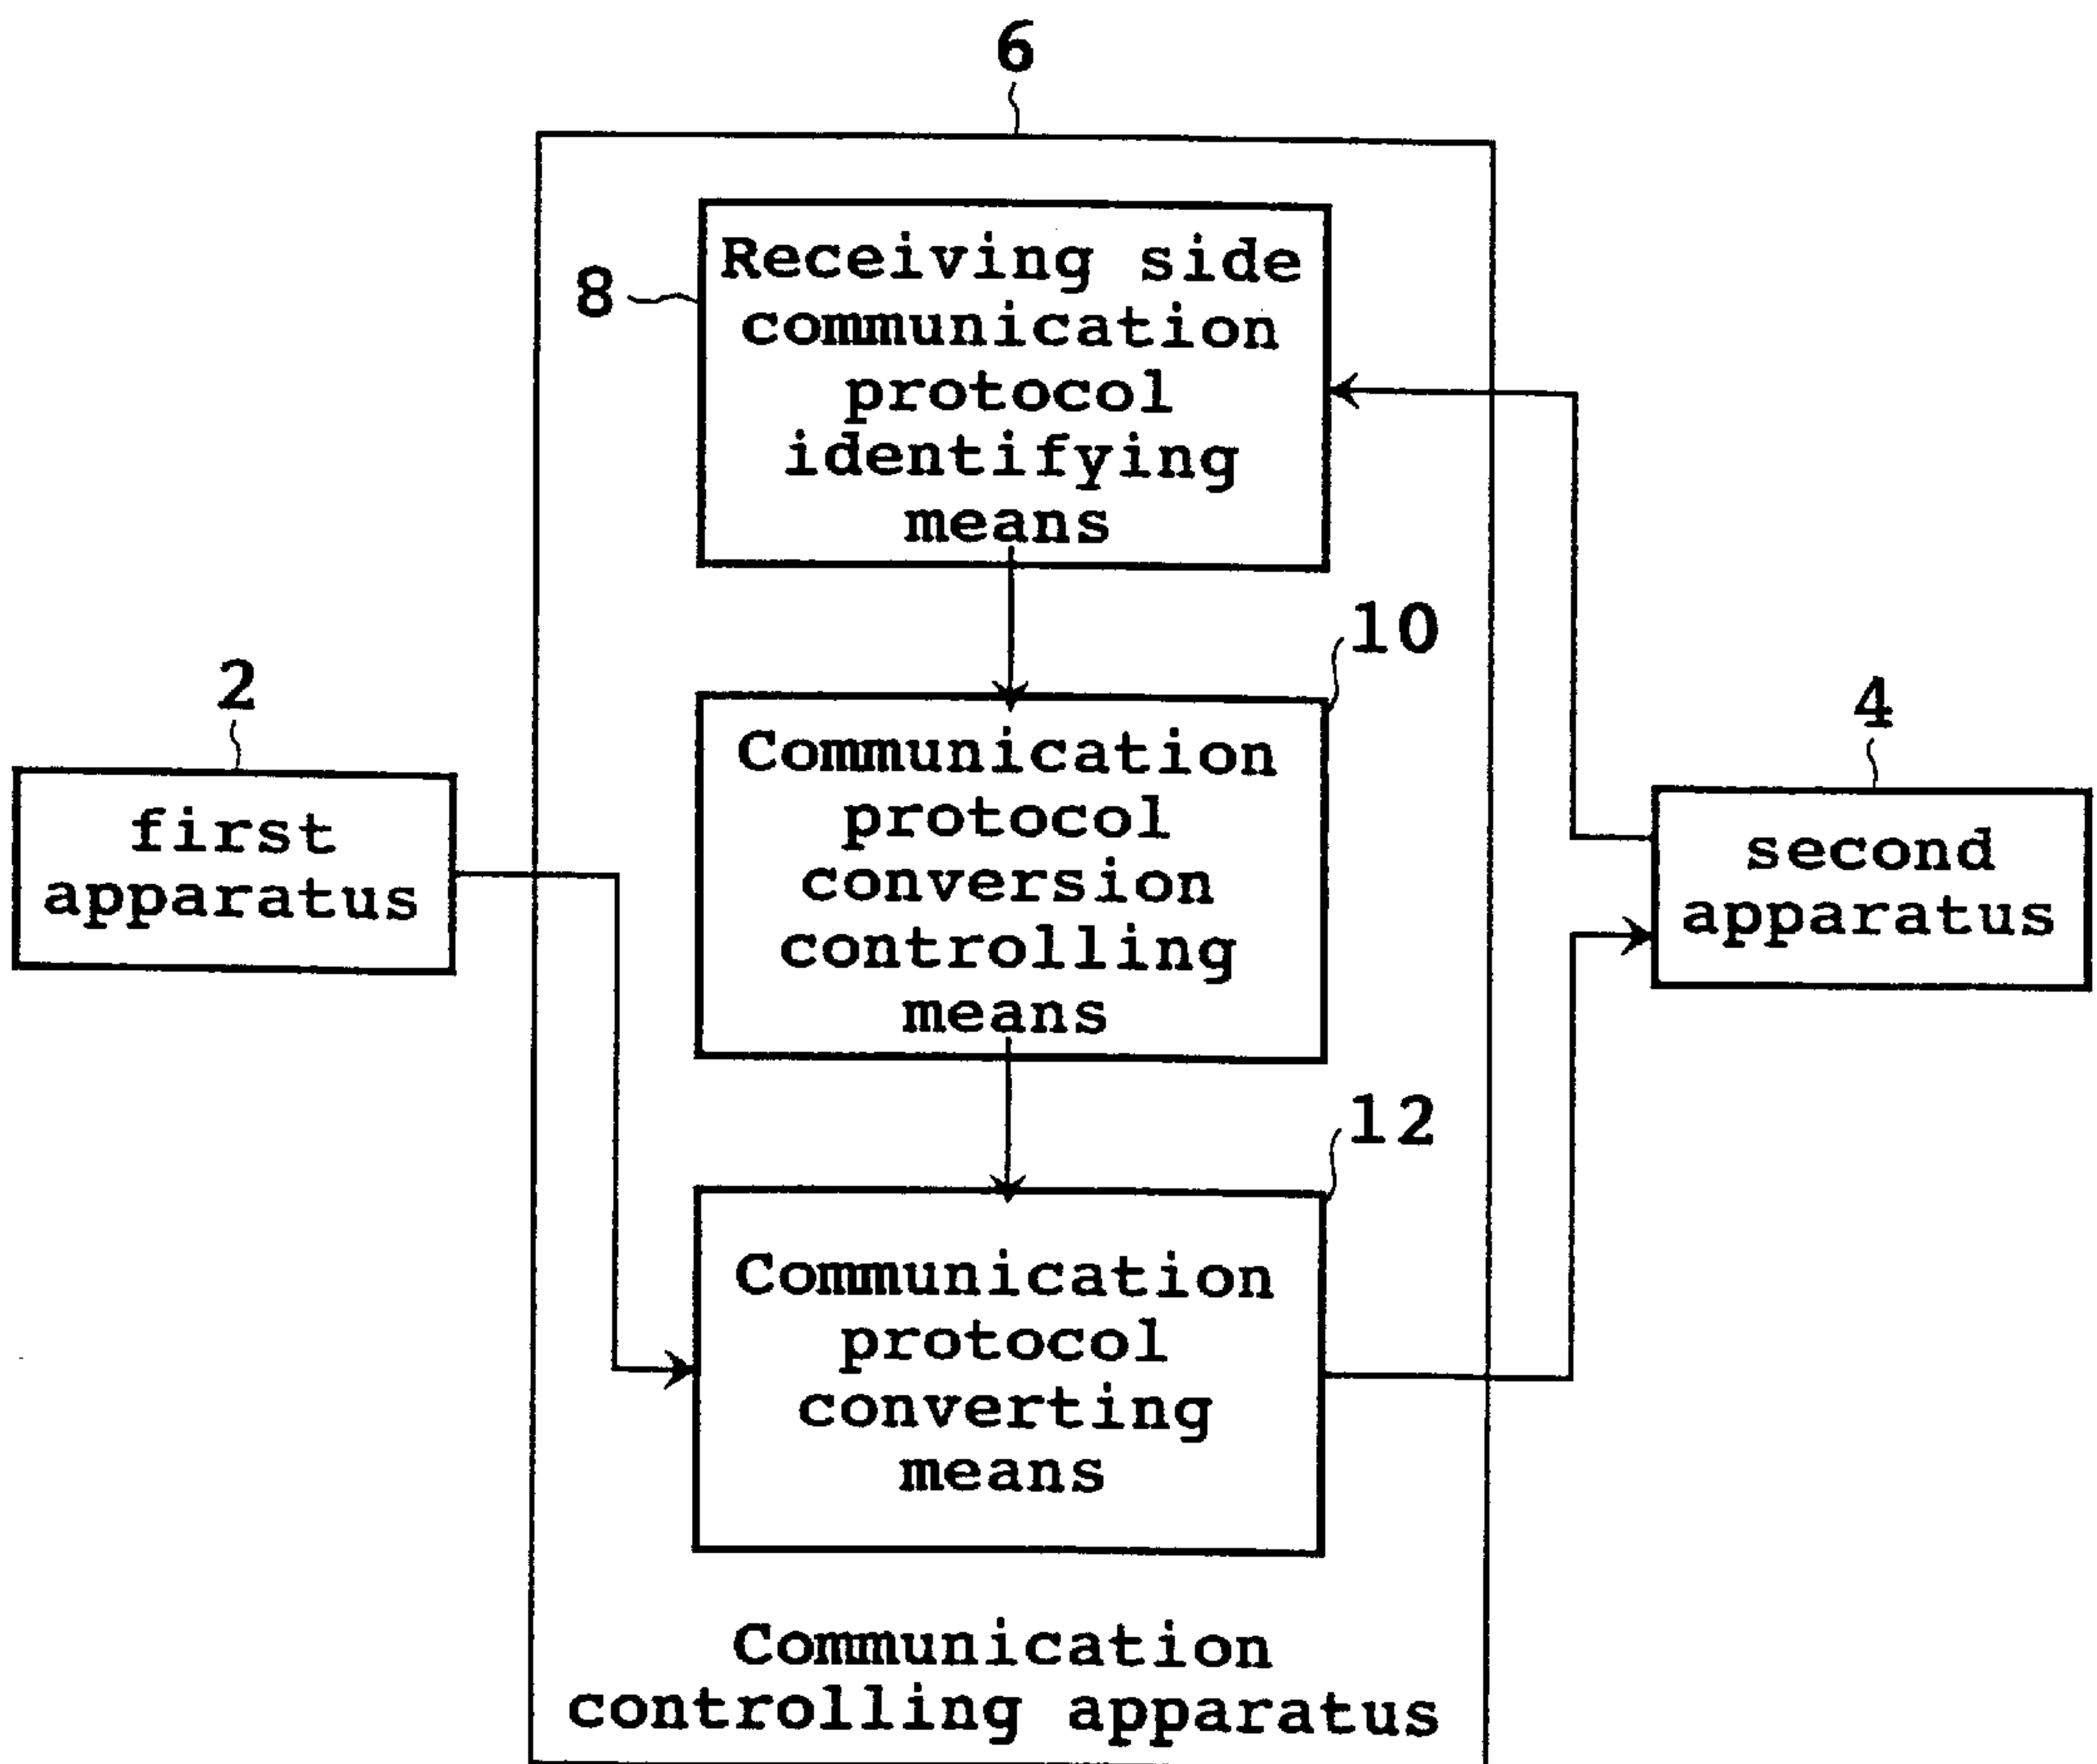 6
8
Receiving side
communication
protocol
identifying
means
10
Communication
protocol
conversion
controlling
means
2
first
apparatus
4
second
apparatus
12
Communication
protocol
converting
means
Communication
controlling apparatus